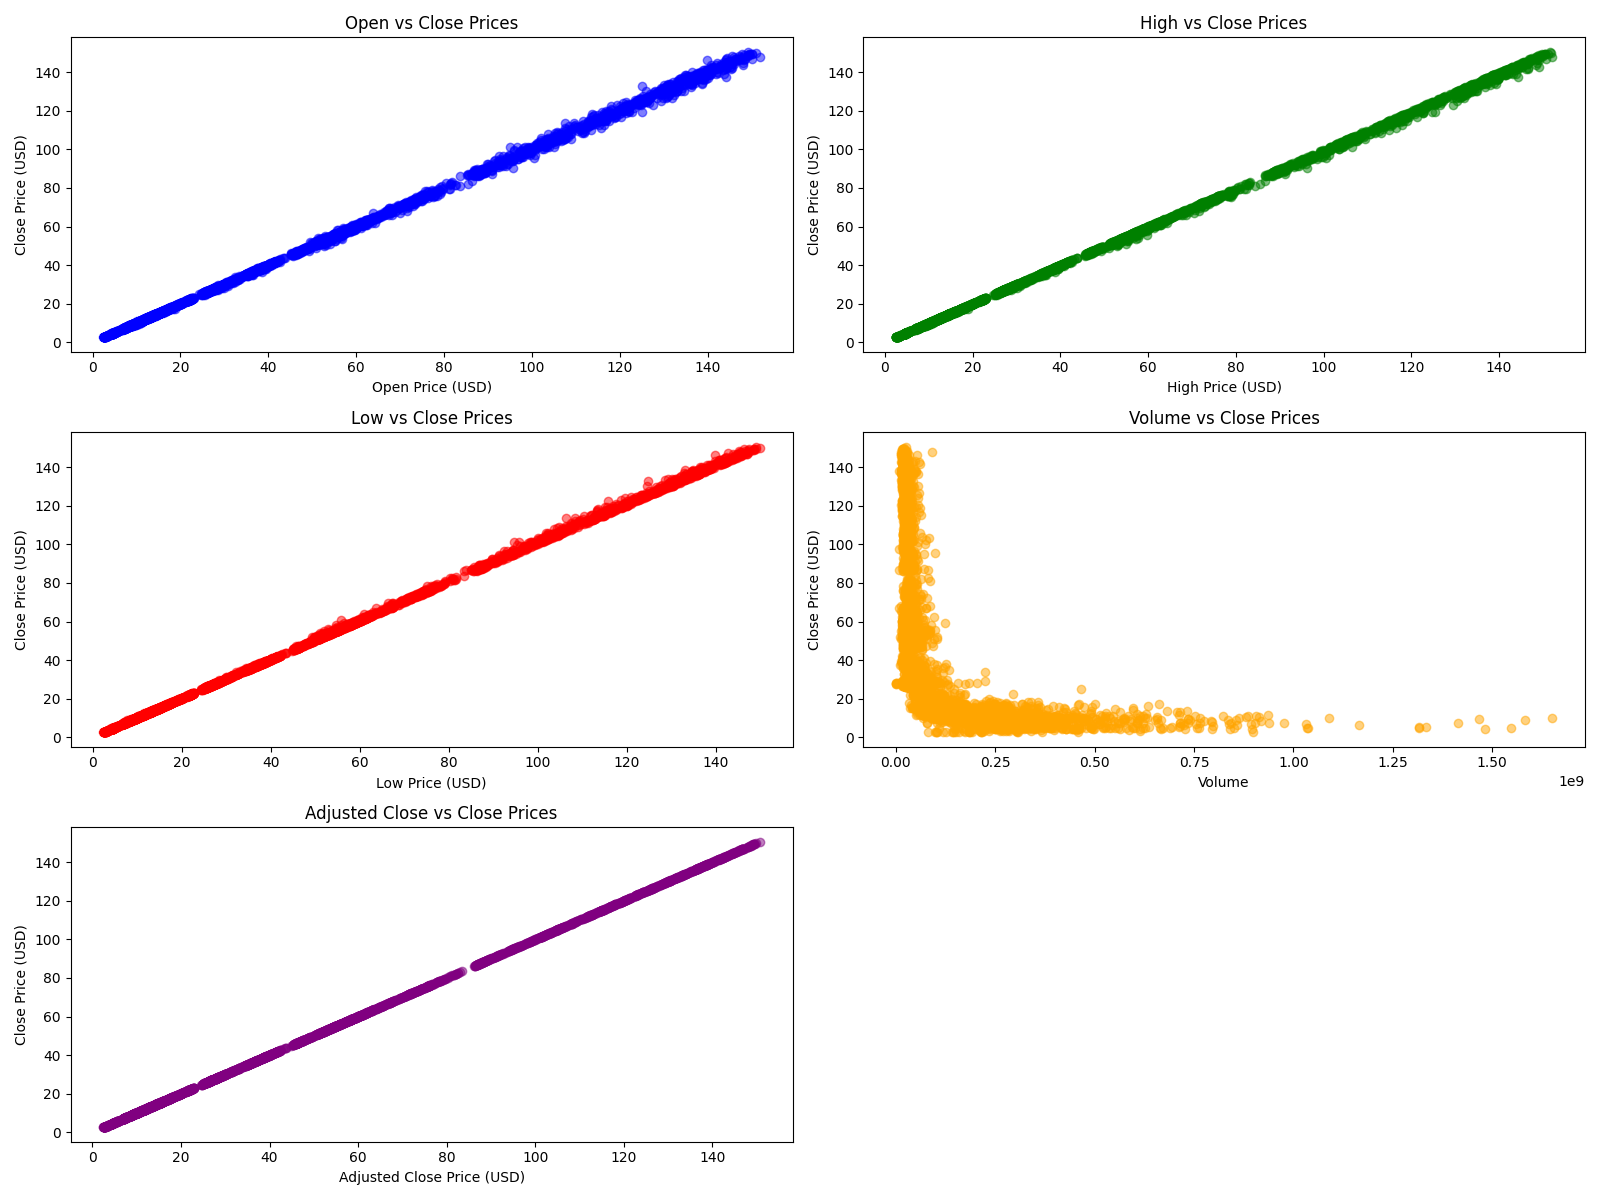 Open vs Close Prices
Close Price (USD)
140
120
100
80
60
40
20
0
0 20 40 60 80 100 120 140
Open Price (USD)
High vs Close Prices
Close Price (USD)
140
120
100
80
60
40
20
0
0 20 40 60 80 100 120 140
High Price (USD)
Low vs Close Prices
Close Price (USD)
140
120
100
80
60
40
20
0
0 20 40 60 80 100 120 140
Low Price (USD)
Volume vs Close Prices
Close Price (USD)
140
120
100
80
60
40
20
0
0.00 0.25 0.50 0.75 1.00 1.25 1.50
1e9
Volume
Adjusted Close vs Close Prices
Close Price (USD)
140
120
100
80
60
40
20
0
0 20 40 60 80 100 120 140
Adjusted Close Price (USD)